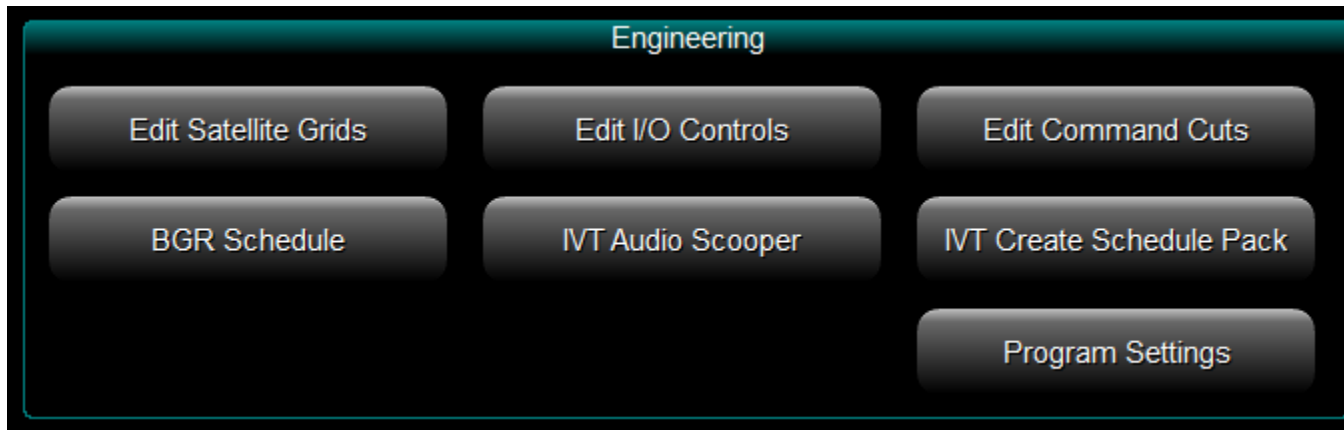 Engineering
Edit Satellite Grids
Edit I/O Controls
Edit Command Cuts
BGR Schedule
IVT Audio Scooper
IVT Create Schedule Pack
Program Settings